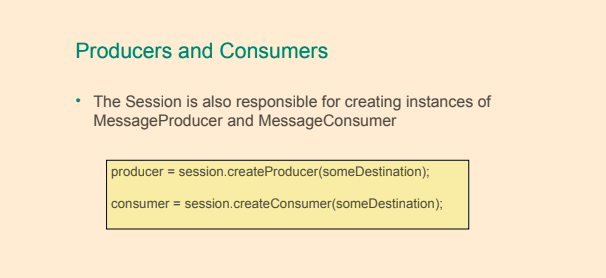 Producers and Consumers
• The Session is also responsible for creating instances of
MessageProducer and MessageConsumer
producer = session.createProducer(someDestination);
consumer = session.createConsumer(someDestination);